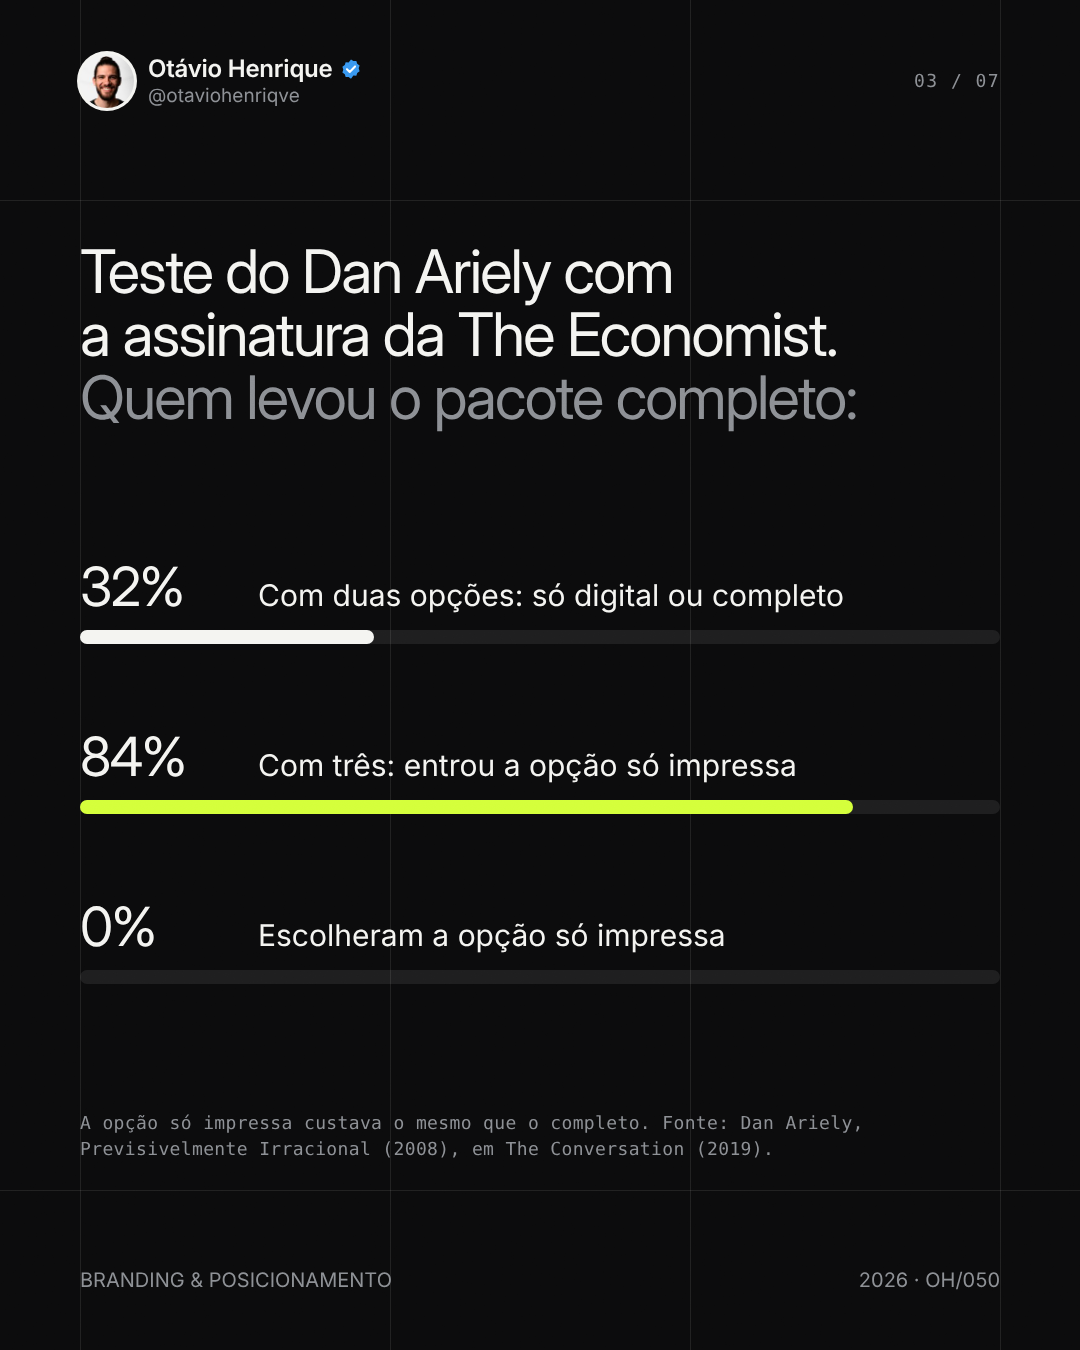 Otávio Henrique
@otaviohenriqve
03 / 07
Teste do Dan Ariely com
a assinatura da The Economist.
Quem levou o pacote completo:
32%
Com duas opções: só digital ou completo
84%
Com três: entrou a opção só impressa
0%
Escolheram a opção só impressa
A opção só impressa custava o mesmo que o completo. Fonte: Dan Ariely,
Previsivelmente Irracional (2008), em The Conversation (2019).
BRANDING & POSICIONAMENTO
2026 · OH/050